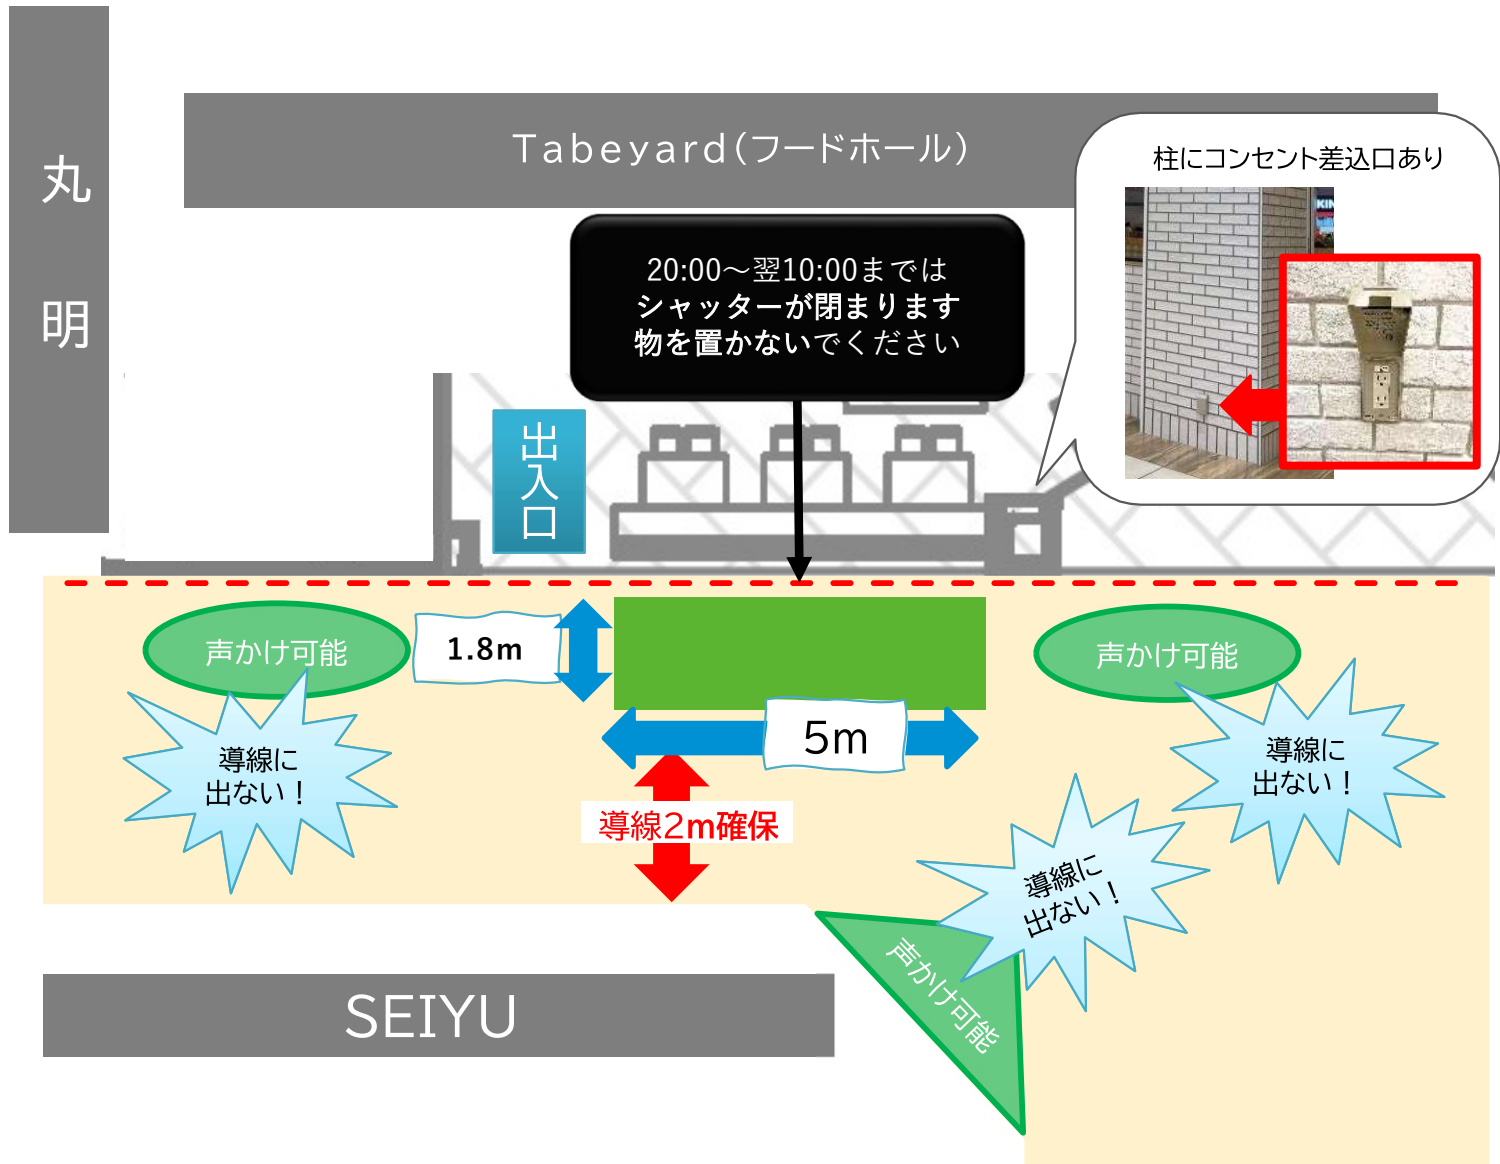 丸
明
Tabeyard(フードホール)
柱にコンセント差込口あり
KIN
20:00～翌10:00までは
シャッターが閉まります
物を置かないでください
出
入
口
声かけ可能
1.8m
声かけ可能
5m
導線に
出ない！
導線に
出ない！
導線2m確保
導線に
出ない！
声かけ可能
SEIYU